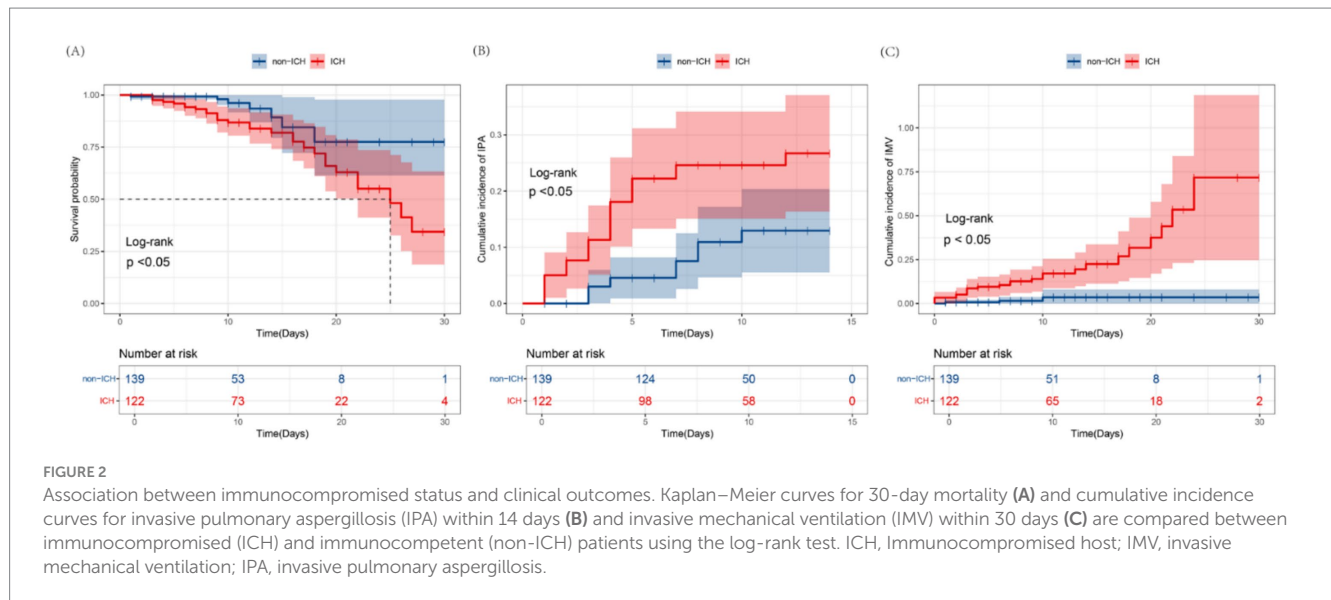 (A)
non-ICH ICH
1.00
0.75
0.50
0.25
0.00
Survival probability
Log-rank
p <0.05
0 10 20 30
Time(Days)
Number at risk
non-ICH 139 53 8 1
ICH 122 73 22 4
0 10 20 30
Time(Days)
(B)
non-ICH ICH
0.3
0.2
0.1
0.0
Cumulative incidence of IPA
Log-rank
p <0.05
0 5 10 15
Time(Days)
Number at risk
139 124 50 0
122 98 58 0
0 5 10 15
Time(Days)
(C)
non-ICH ICH
1.00
0.75
0.50
0.25
0.00
Cumulative incidence of IMV
Log-rank
p < 0.05
0 10 20 30
Time(Days)
Number at risk
non-ICH 139 51 8 1
ICH 122 65 18 2
0 10 20 30
Time(Days)
FIGURE 2
Association between immunocompromised status and clinical outcomes. Kaplan–Meier curves for 30-day mortality (A) and cumulative incidence
curves for invasive pulmonary aspergillosis (IPA) within 14 days (B) and invasive mechanical ventilation (IMV) within 30 days (C) are compared between
immunocompromised (ICH) and immunocompetent (non-ICH) patients using the log-rank test. ICH, Immunocompromised host; IMV, invasive
mechanical ventilation; IPA, invasive pulmonary aspergillosis.